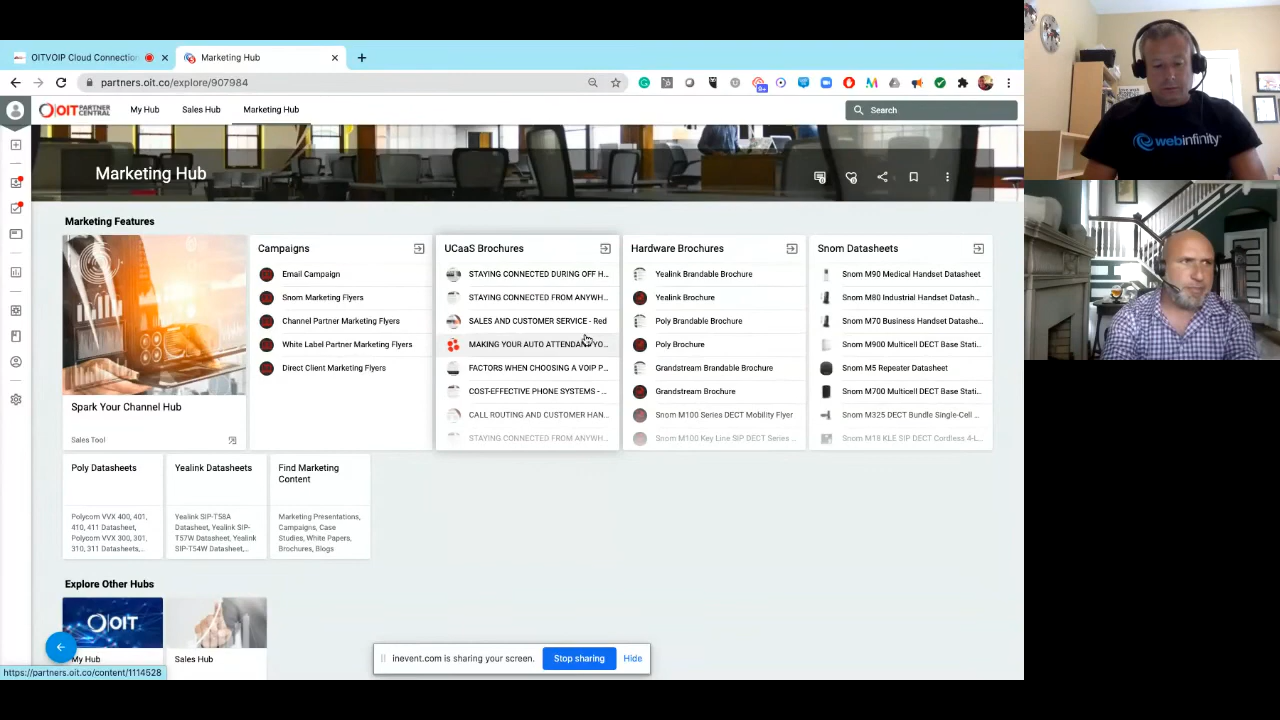 OITVOIP Cloud Connection
Marketing Hub
partners.oit.co/explore/907984
OIT PARTNER CENTRAL
My Hub
Sales Hub
Marketing Hub
Search
Marketing Hub
Marketing Features
Spark Your Channel Hub
Sales Tool
Campaigns
Email Campaign
Snom Marketing Flyers
Channel Partner Marketing Flyers
White Label Partner Marketing Flyers
Direct Client Marketing Flyers
UCaaS Brochures
STAYING CONNECTED DURING OFF H...
STAYING CONNECTED FROM ANYWH...
SALES AND CUSTOMER SERVICE - Red
MAKING YOUR AUTO ATTENDANT YO...
FACTORS WHEN CHOOSING A VOIP P...
COST-EFFECTIVE PHONE SYSTEMS - ...
CALL ROUTING AND CUSTOMER HAN...
STAYING CONNECTED FROM ANYWH...
Hardware Brochures
Yealink Brandable Brochure
Yealink Brochure
Poly Brandable Brochure
Poly Brochure
Grandstream Brandable Brochure
Grandstream Brochure
Snom M100 Series DECT Mobility Flyer
Snom M100 Key Line SIP DECT Series ...
Snom Datasheets
Snom M90 Medical Handset Datasheet
Snom M80 Industrial Handset Datash...
Snom M70 Business Handset Datashe...
Snom M900 Multicell DECT Base Stati...
Snom M5 Repeater Datasheet
Snom M700 Multicell DECT Base Stati...
Snom M325 DECT Bundle Single-Cell ...
Snom M18 KLE SIP DECT Cordless 4-L...
Poly Datasheets
Polycom VVX 400, 401,
410, 411 Datasheet,
Polycom VVX 300, 301,
310, 311 Datasheets,...
Yealink Datasheets
Yealink SIP-T58A
Datasheet, Yealink SIP-
T57W Datasheet, Yealink
SIP-T54W Datasheet,...
Find Marketing
Content
Marketing Presentations,
Campaigns, Case
Studies, White Papers,
Brochures, Blogs
Explore Other Hubs
OIT
My Hub
Sales Hub
inevent.com is sharing your screen.
Stop sharing
Hide
https://partners.oit.co/content/1114528
webinfinity